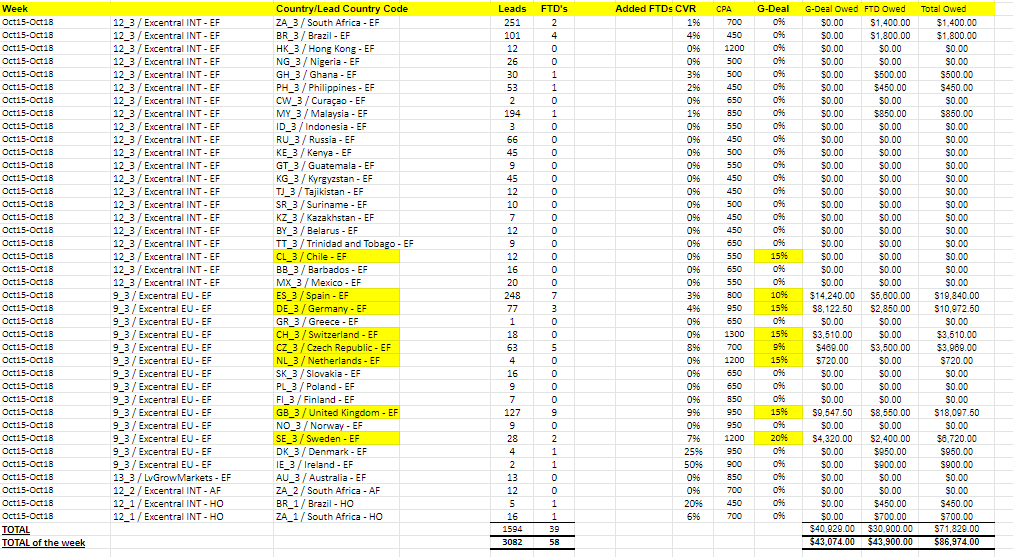 Week Country/Lead Country Code Leads FTD's Added FTDs CVR CPA G-Deal G-Deal Owed FTD Owed Total Owed
Oct15-Oct18 12_3 / Excentral INT - EF ZA_3 / South Africa - EF 251 2 1% 700 0% $0.00 $1,400.00 $1,400.00
Oct15-Oct18 12_3 / Excentral INT - EF BR_3 / Brazil - EF 101 4 4% 450 0% $0.00 $1,800.00 $1,800.00
Oct15-Oct18 12_3 / Excentral INT - EF HK_3 / Hong Kong - EF 12 0 0% 1200 0% $0.00 $0.00 $0.00
Oct15-Oct18 12_3 / Excentral INT - EF NG_3 / Nigeria - EF 26 0 0% 500 0% $0.00 $0.00 $0.00
Oct15-Oct18 12_3 / Excentral INT - EF GH_3 / Ghana - EF 30 1 3% 500 0% $0.00 $500.00 $500.00
Oct15-Oct18 12_3 / Excentral INT - EF PH_3 / Philippines - EF 53 1 2% 450 0% $0.00 $450.00 $450.00
Oct15-Oct18 12_3 / Excentral INT - EF CW_3 / Curaçao - EF 2 0 0% 650 0% $0.00 $0.00 $0.00
Oct15-Oct18 12_3 / Excentral INT - EF MY_3 / Malaysia - EF 194 1 1% 850 0% $0.00 $850.00 $850.00
Oct15-Oct18 12_3 / Excentral INT - EF ID_3 / Indonesia - EF 3 0 0% 550 0% $0.00 $0.00 $0.00
Oct15-Oct18 12_3 / Excentral INT - EF RU_3 / Russia - EF 66 0 0% 450 0% $0.00 $0.00 $0.00
Oct15-Oct18 12_3 / Excentral INT - EF KE_3 / Kenya - EF 45 0 0% 500 0% $0.00 $0.00 $0.00
Oct15-Oct18 12_3 / Excentral INT - EF GT_3 / Guatemala - EF 9 0 0% 550 0% $0.00 $0.00 $0.00
Oct15-Oct18 12_3 / Excentral INT - EF KG_3 / Kyrgyzstan - EF 45 0 0% 450 0% $0.00 $0.00 $0.00
Oct15-Oct18 12_3 / Excentral INT - EF TJ_3 / Tajikistan - EF 12 0 0% 450 0% $0.00 $0.00 $0.00
Oct15-Oct18 12_3 / Excentral INT - EF SR_3 / Suriname - EF 10 0 0% 500 0% $0.00 $0.00 $0.00
Oct15-Oct18 12_3 / Excentral INT - EF KZ_3 / Kazakhstan - EF 7 0 0% 450 0% $0.00 $0.00 $0.00
Oct15-Oct18 12_3 / Excentral INT - EF BY_3 / Belarus - EF 12 0 0% 450 0% $0.00 $0.00 $0.00
Oct15-Oct18 12_3 / Excentral INT - EF TT_3 / Trinidad and Tobago - EF 9 0 0% 650 0% $0.00 $0.00 $0.00
Oct15-Oct18 12_3 / Excentral INT - EF CL_3 / Chile - EF 12 0 0% 550 15% $0.00 $0.00 $0.00
Oct15-Oct18 12_3 / Excentral INT - EF BB_3 / Barbados - EF 16 0 0% 650 0% $0.00 $0.00 $0.00
Oct15-Oct18 12_3 / Excentral INT - EF MX_3 / Mexico - EF 20 0 0% 550 0% $0.00 $0.00 $0.00
Oct15-Oct18 9_3 / Excentral EU - EF ES_3 / Spain - EF 248 7 3% 800 10% $14,240.00 $5,600.00 $19,840.00
Oct15-Oct18 9_3 / Excentral EU - EF DE_3 / Germany - EF 77 3 4% 950 15% $8,122.50 $2,850.00 $10,972.50
Oct15-Oct18 9_3 / Excentral EU - EF GR_3 / Greece - EF 1 0 0% 650 0% $0.00 $0.00 $0.00
Oct15-Oct18 9_3 / Excentral EU - EF CH_3 / Switzerland - EF 18 0 0% 1300 15% $3,510.00 $0.00 $3,510.00
Oct15-Oct18 9_3 / Excentral EU - EF CZ_3 / Czech Republic - EF 63 5 8% 700 9% $469.00 $3,500.00 $3,969.00
Oct15-Oct18 9_3 / Excentral EU - EF NL_3 / Netherlands - EF 4 0 0% 1200 15% $720.00 $0.00 $720.00
Oct15-Oct18 9_3 / Excentral EU - EF SK_3 / Slovakia - EF 16 0 0% 650 0% $0.00 $0.00 $0.00
Oct15-Oct18 9_3 / Excentral EU - EF PL_3 / Poland - EF 9 0 0% 650 0% $0.00 $0.00 $0.00
Oct15-Oct18 9_3 / Excentral EU - EF FI_3 / Finland - EF 7 0 0% 850 0% $0.00 $0.00 $0.00
Oct15-Oct18 9_3 / Excentral EU - EF GB_3 / United Kingdom - EF 127 9 9% 950 15% $9,547.50 $8,550.00 $18,097.50
Oct15-Oct18 9_3 / Excentral EU - EF NO_3 / Norway - EF 9 0 0% 950 0% $0.00 $0.00 $0.00
Oct15-Oct18 9_3 / Excentral EU - EF SE_3 / Sweden - EF 28 2 7% 1200 20% $4,320.00 $2,400.00 $6,720.00
Oct15-Oct18 9_3 / Excentral EU - EF DK_3 / Denmark - EF 4 1 25% 950 0% $0.00 $950.00 $950.00
Oct15-Oct18 9_3 / Excentral EU - EF IE_3 / Ireland - EF 2 1 50% 900 0% $0.00 $900.00 $900.00
Oct15-Oct18 13_3 / LvGrowMarkets - EF AU_3 / Australia - EF 13 0 0% 850 0% $0.00 $0.00 $0.00
Oct15-Oct18 12_2 / Excentral INT - AF ZA_2 / South Africa - AF 12 0 0% 700 0% $0.00 $0.00 $0.00
Oct15-Oct18 12_1 / Excentral INT - HO BR_1 / Brazil - HO 5 1 20% 450 0% $0.00 $450.00 $450.00
Oct15-Oct18 12_1 / Excentral INT - HO ZA_1 / South Africa - HO 16 1 6% 700 0% $0.00 $700.00 $700.00
TOTAL 1594 39 $40,929.00 $30,900.00 $71,829.00
TOTAL of the week 3082 58 $43,074.00 $43,900.00 $86,974.00